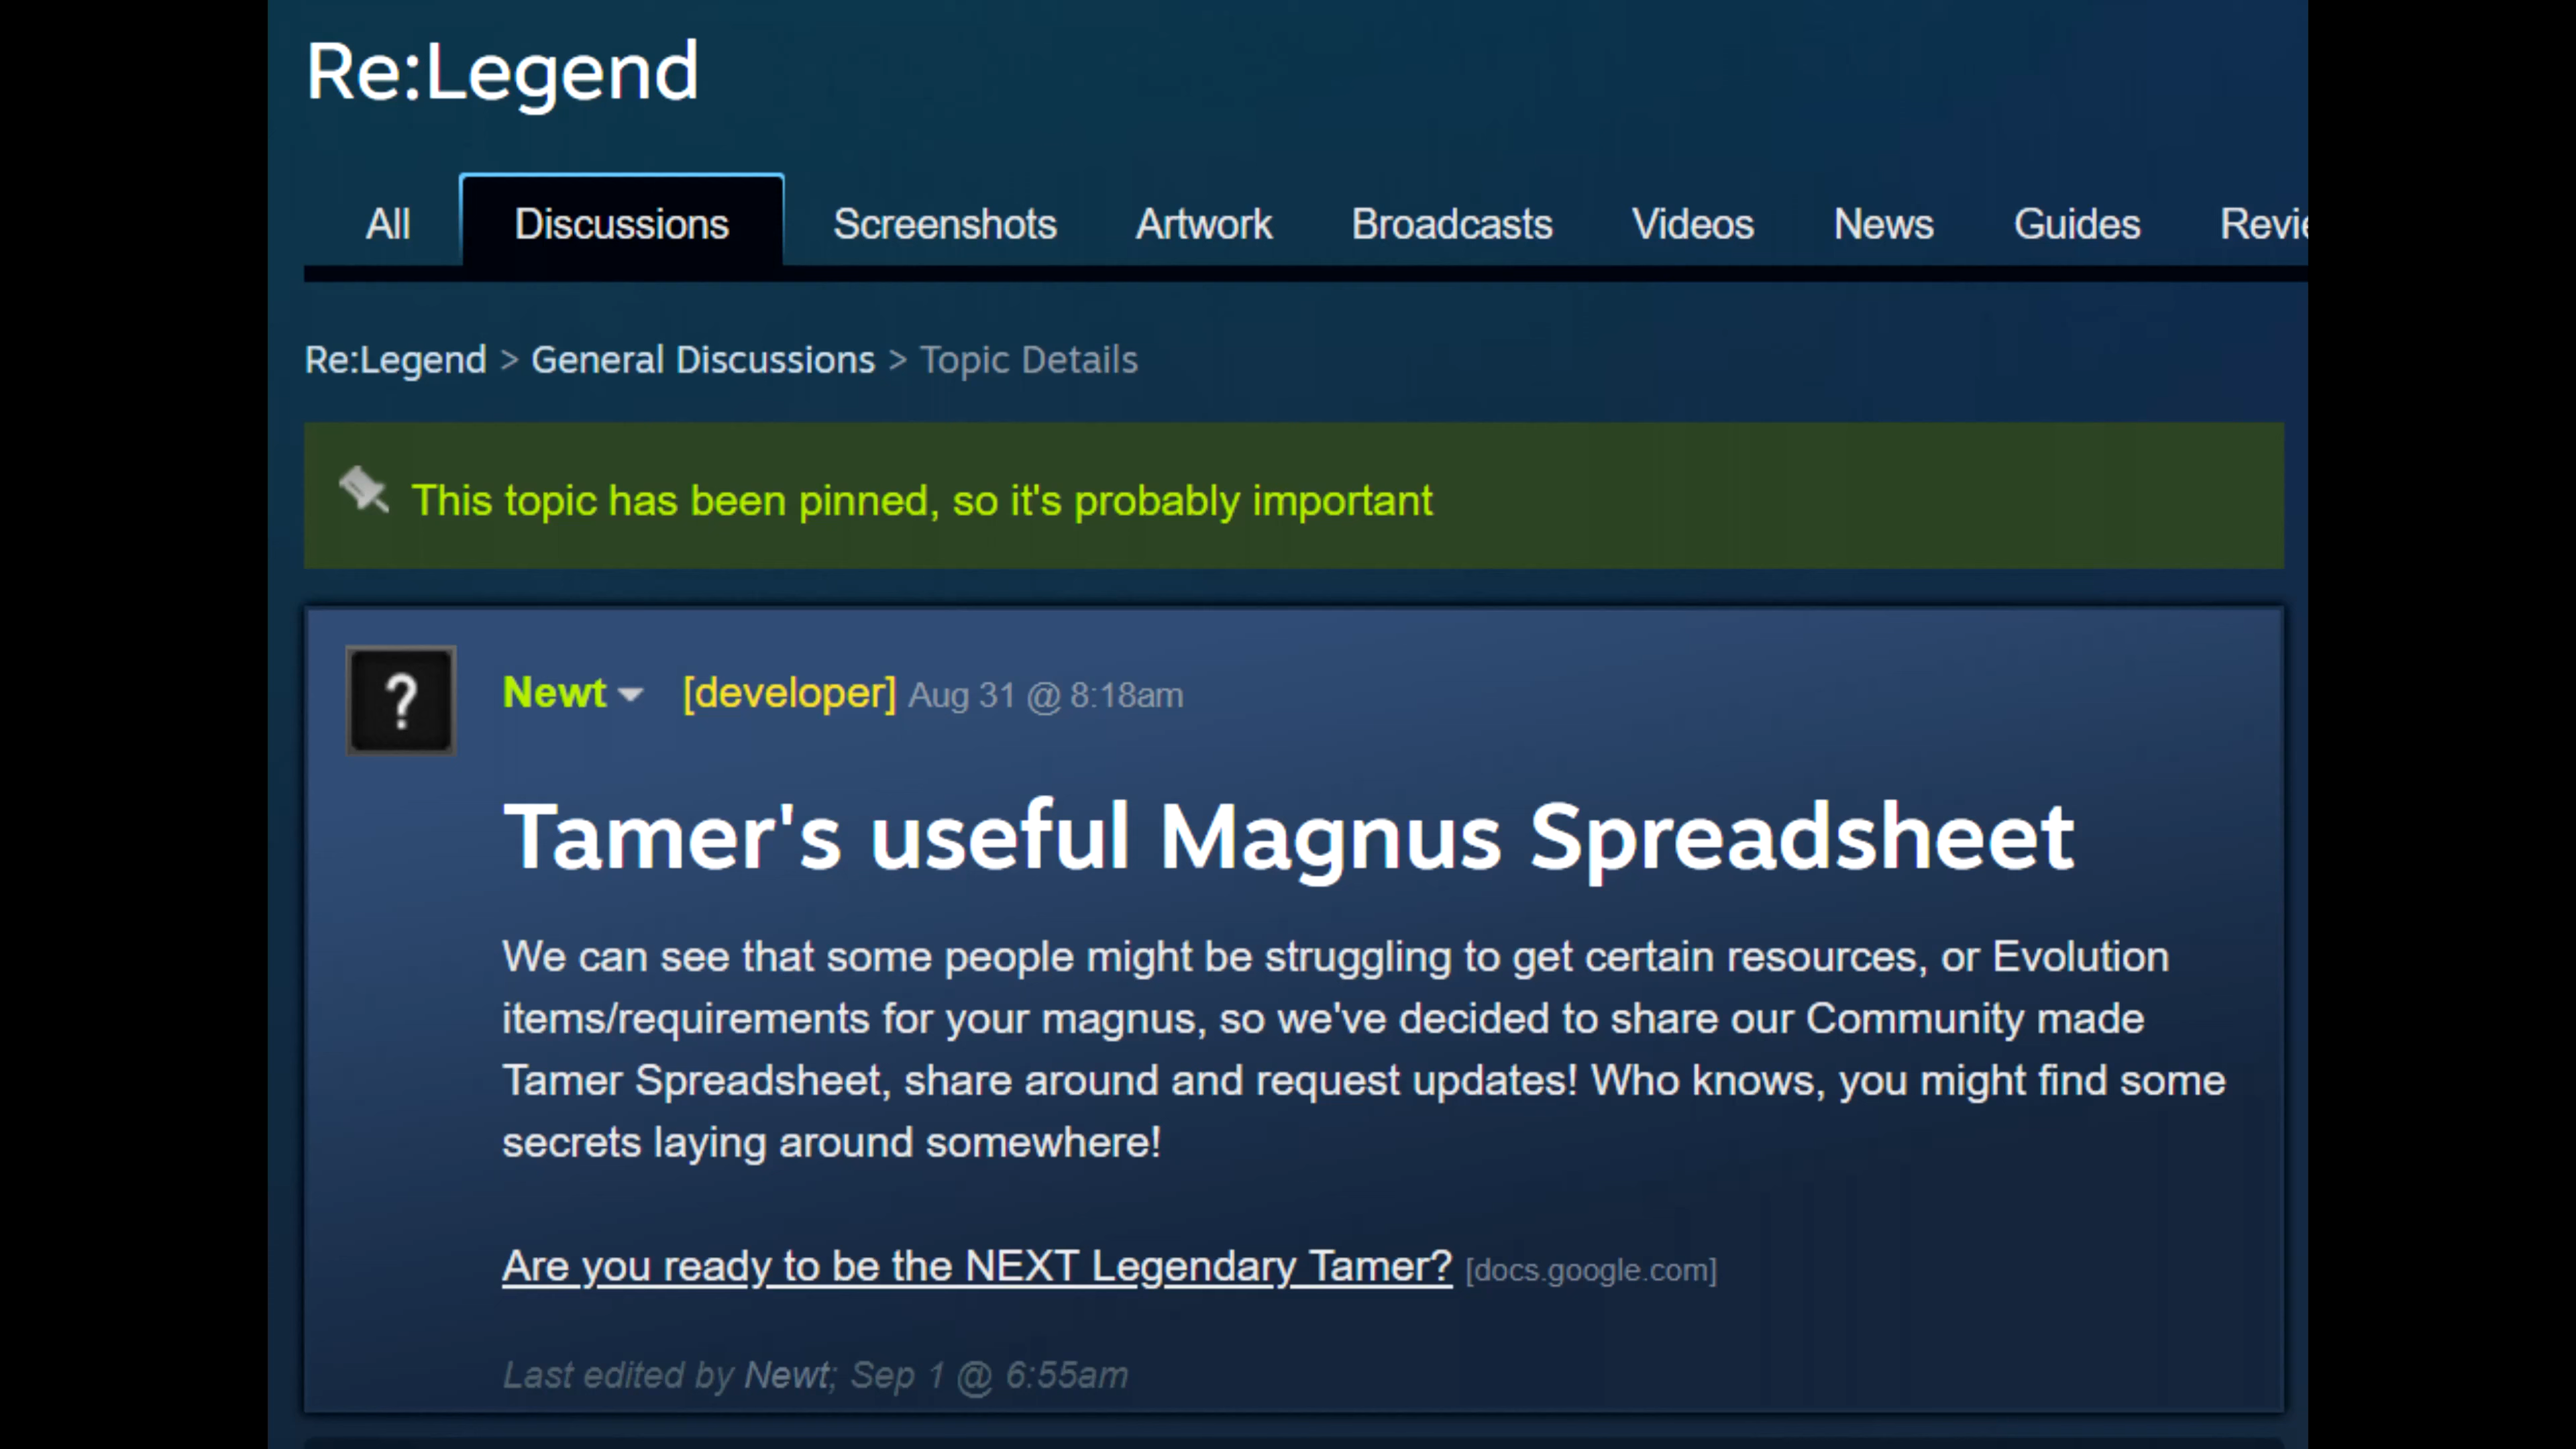 Re:Legend
All Discussions Screenshots Artwork Broadcasts Videos News Guides
Re:Legend > General Discussions > Topic Details
This topic has been pinned, so it's probably important
?
Newt [developer] Aug 31 @ 8:18am
Tamer's useful Magnus Spreadsheet
We can see that some people might be struggling to get certain resources, or Evolution
items/requirements for your magnus, so we've decided to share our Community made
Tamer Spreadsheet, share around and request updates! Who knows, you might find some
secrets laying around somewhere!
Are you ready to be the NEXT Legendary Tamer? [docs.google.com]
Last edited by Newt; Sep 1 @ 6:55am